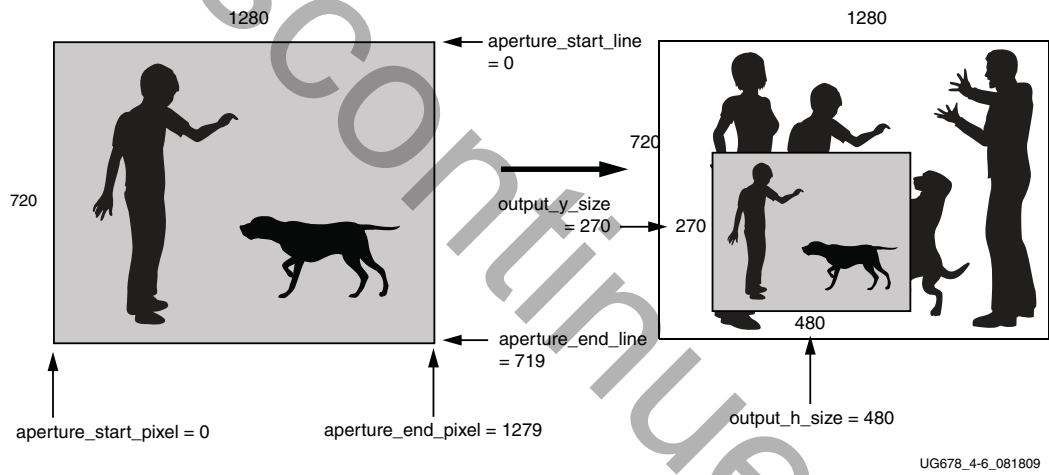 1280
1280
aperture_start_line
= 0
720
720
output_y_size
= 270
270
480
aperture_end_line
= 719
output_h_size = 480
aperture_start_pixel = 0
aperture_end_pixel = 1279
UG678_4-6_081809
scontinue